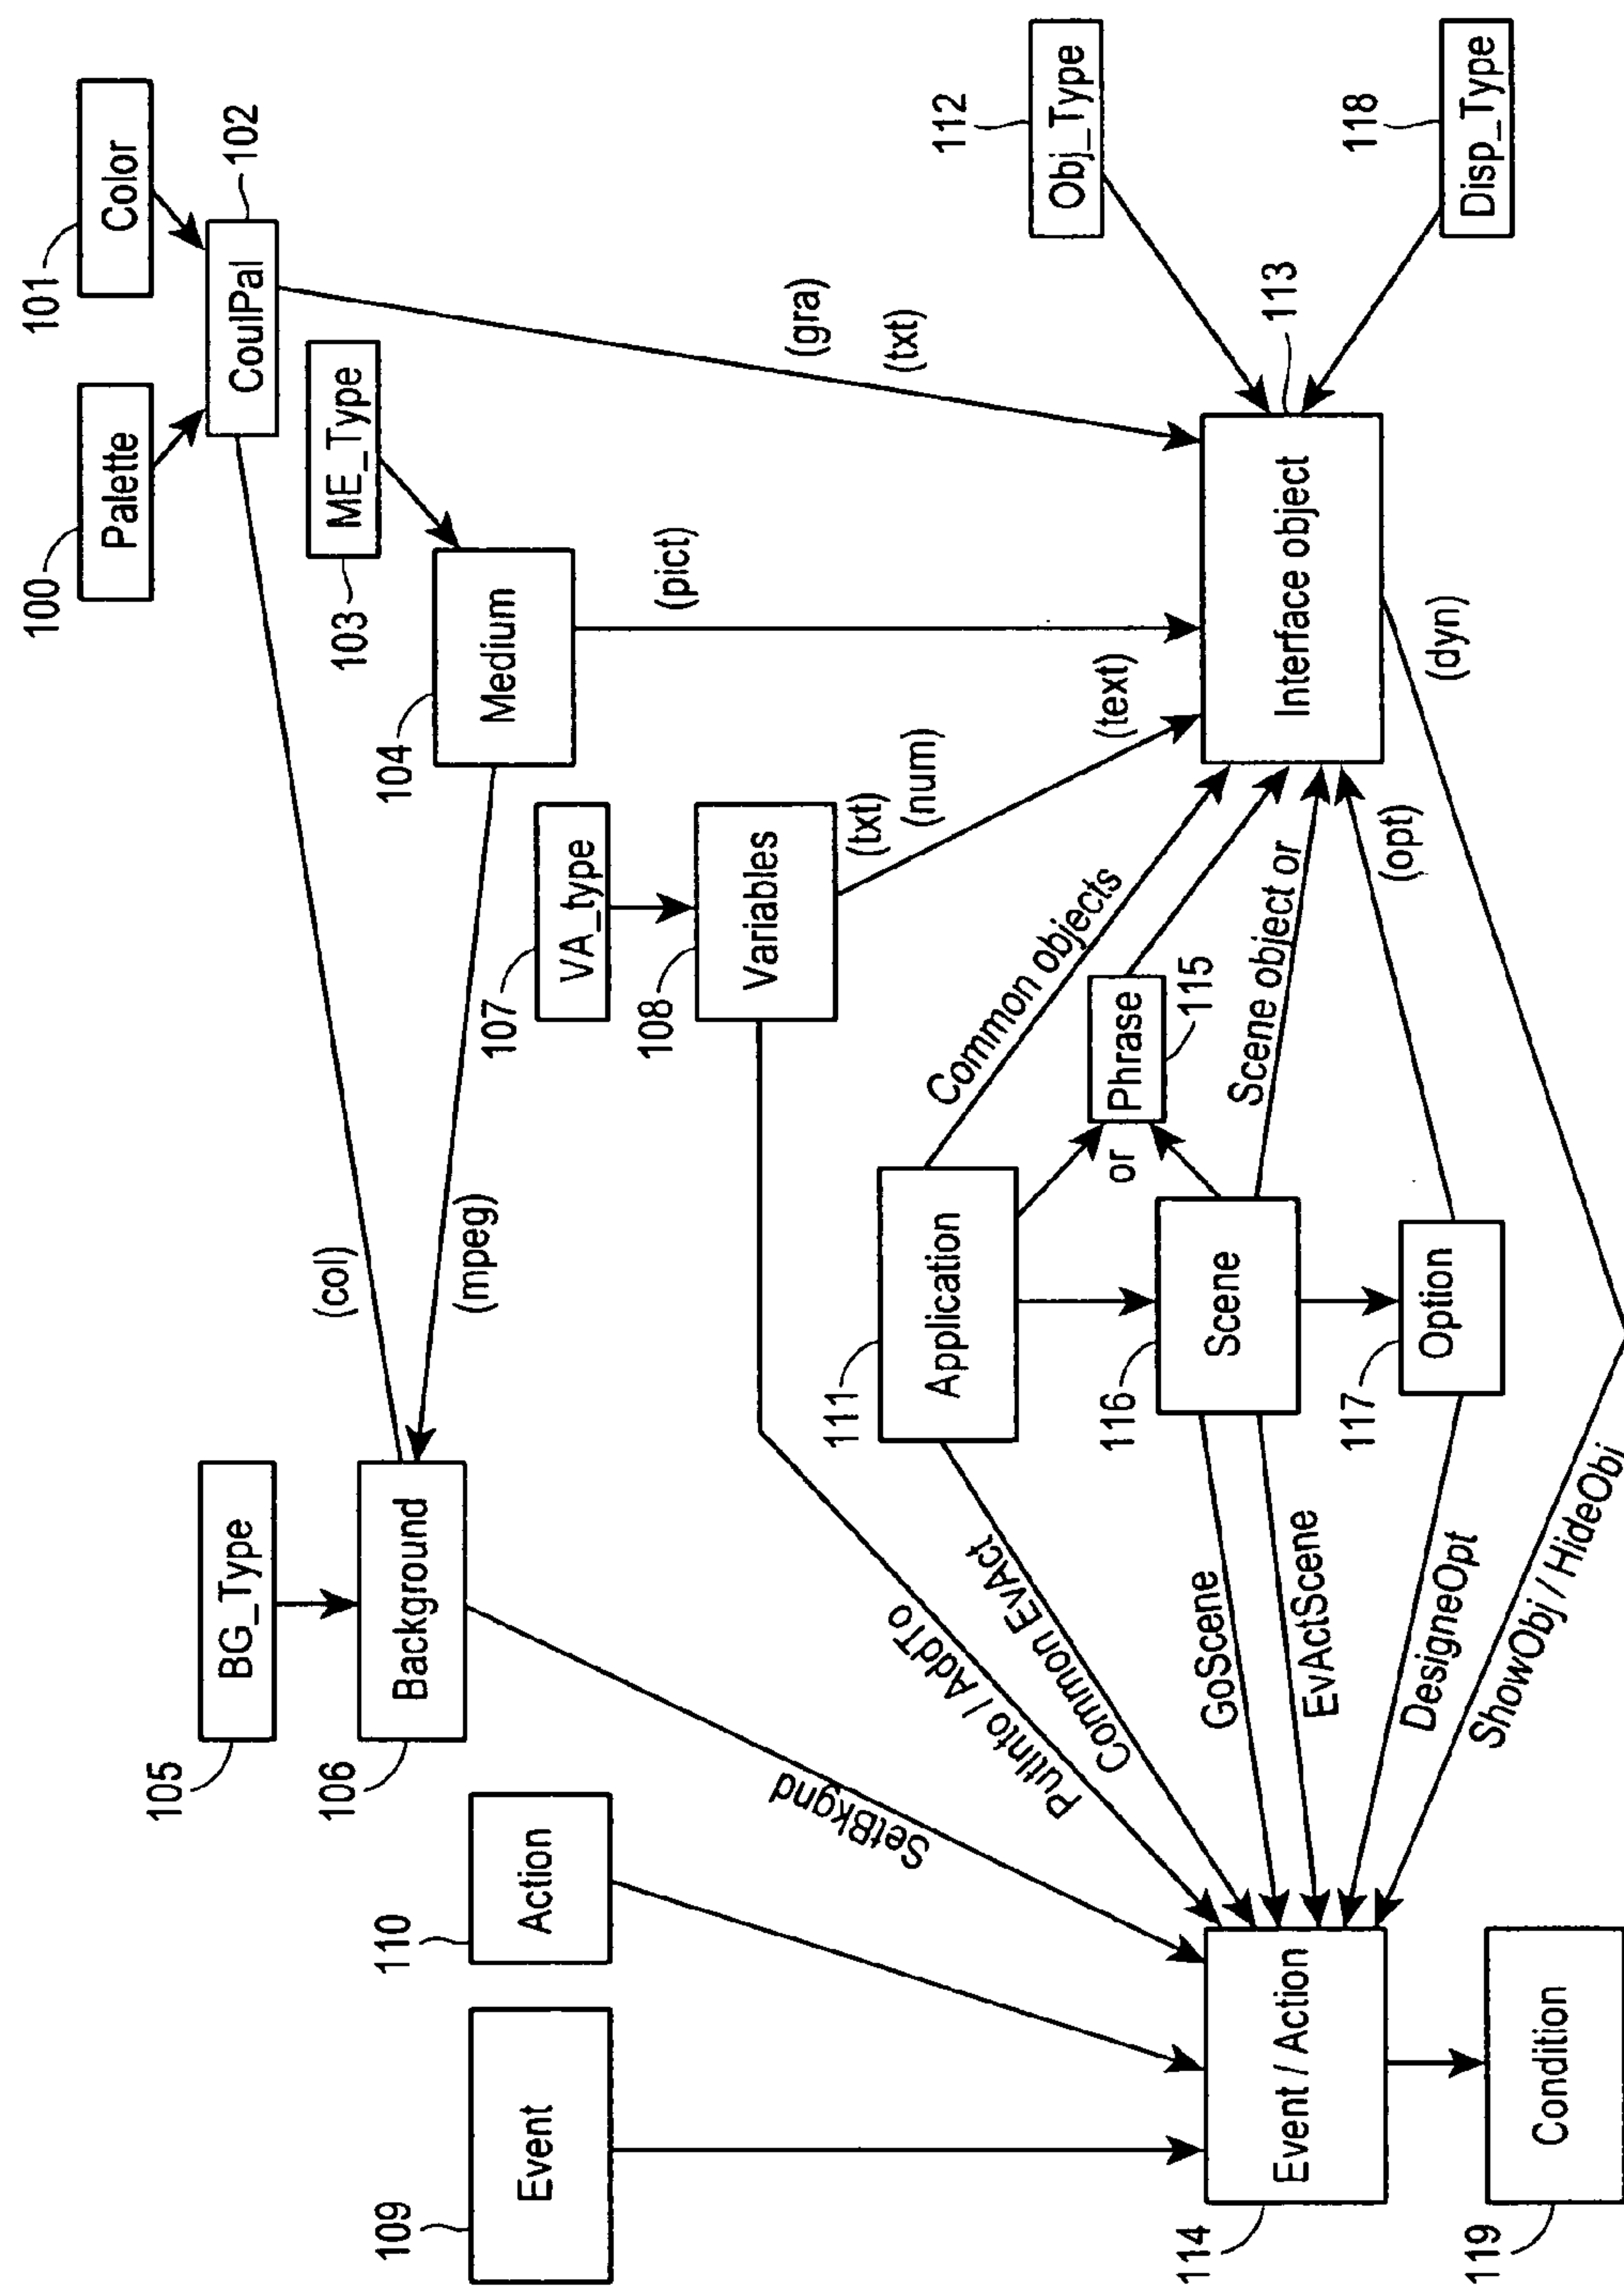 109
Event
110
Action
105
BG_Type
106
Background
(col)
(mpeg)
100
Palette
101
Color
CoulPal
102
ME_Type
103
104
Medium
107
VA_type
108
Variables
(pict)
(gra)
(txt)
(txt)
(num)
(text)
SetBkgnd
PutInto / AddTo
Common EvAct
GoScene
EvActScene
DesigneOpt
ShowObj / HideObj
111
Application
116
Scene
117
Option
Common objects
or
Phrase
115
Scene object or
(opt)
(dyn)
Interface object
113
112
Obj_Type
118
Disp_Type
114
Event / Action
119
Condition